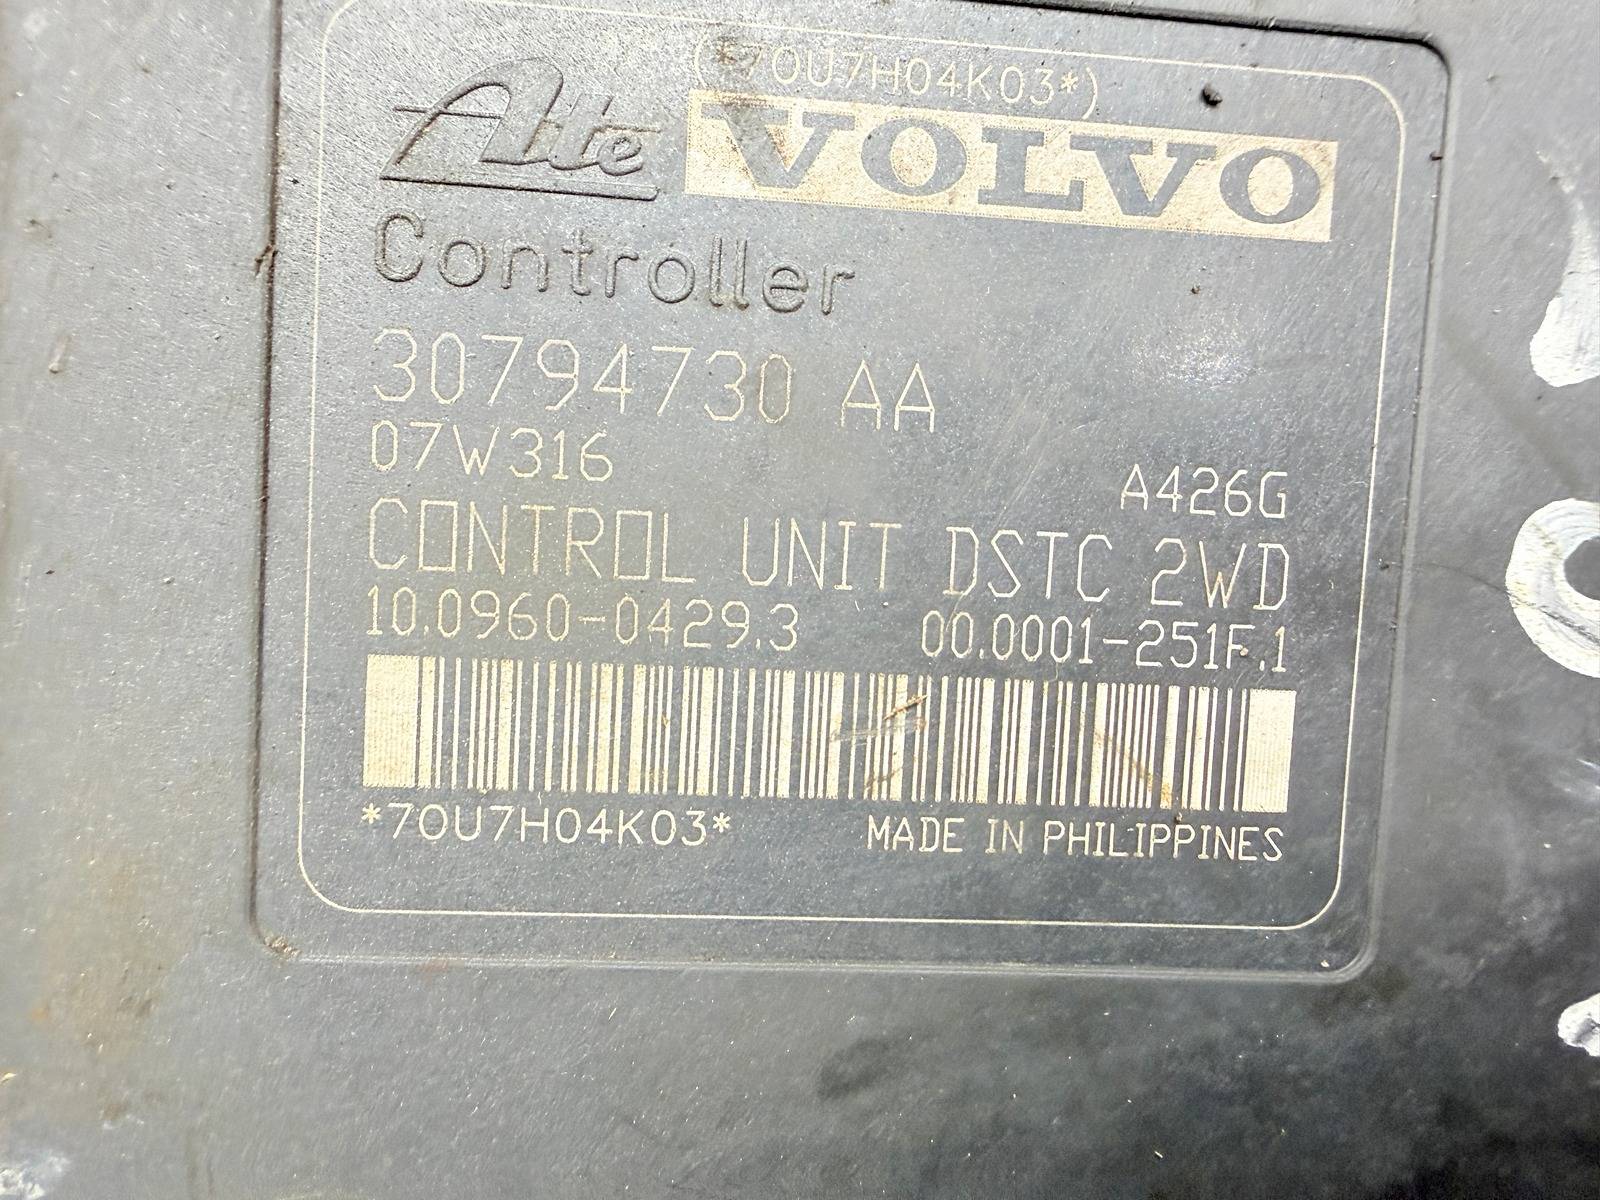 (*70U7H04K03*)
Ate VOLVO
Controller
30794730 AA
07W316 A426G
CONTROL UNIT DSTC 2WD
10.0960-0429.3 00.0001-251F.1
*70U7H04K03* MADE IN PHILIPPINES